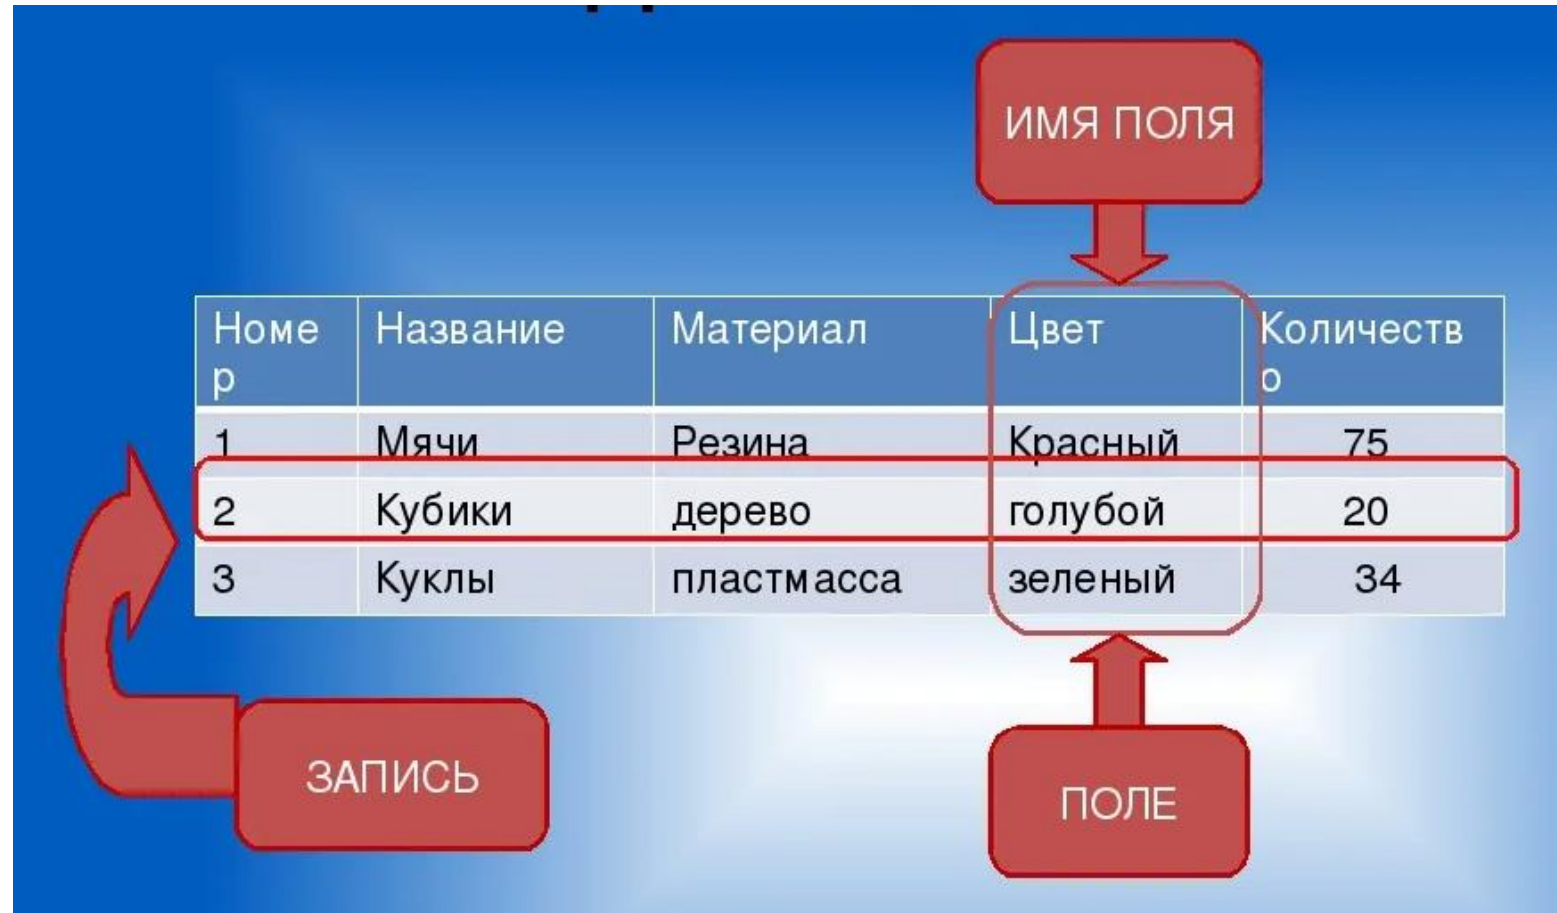 ИМЯ ПОЛЯ
Номе Название Материал Цвет Количеств
р о
1 Мячи Резина Красный 75
2 Кубики дерево голубой 20
3 Куклы пластмасса зеленый 34
ЗАПИСЬ
ПОЛЕ